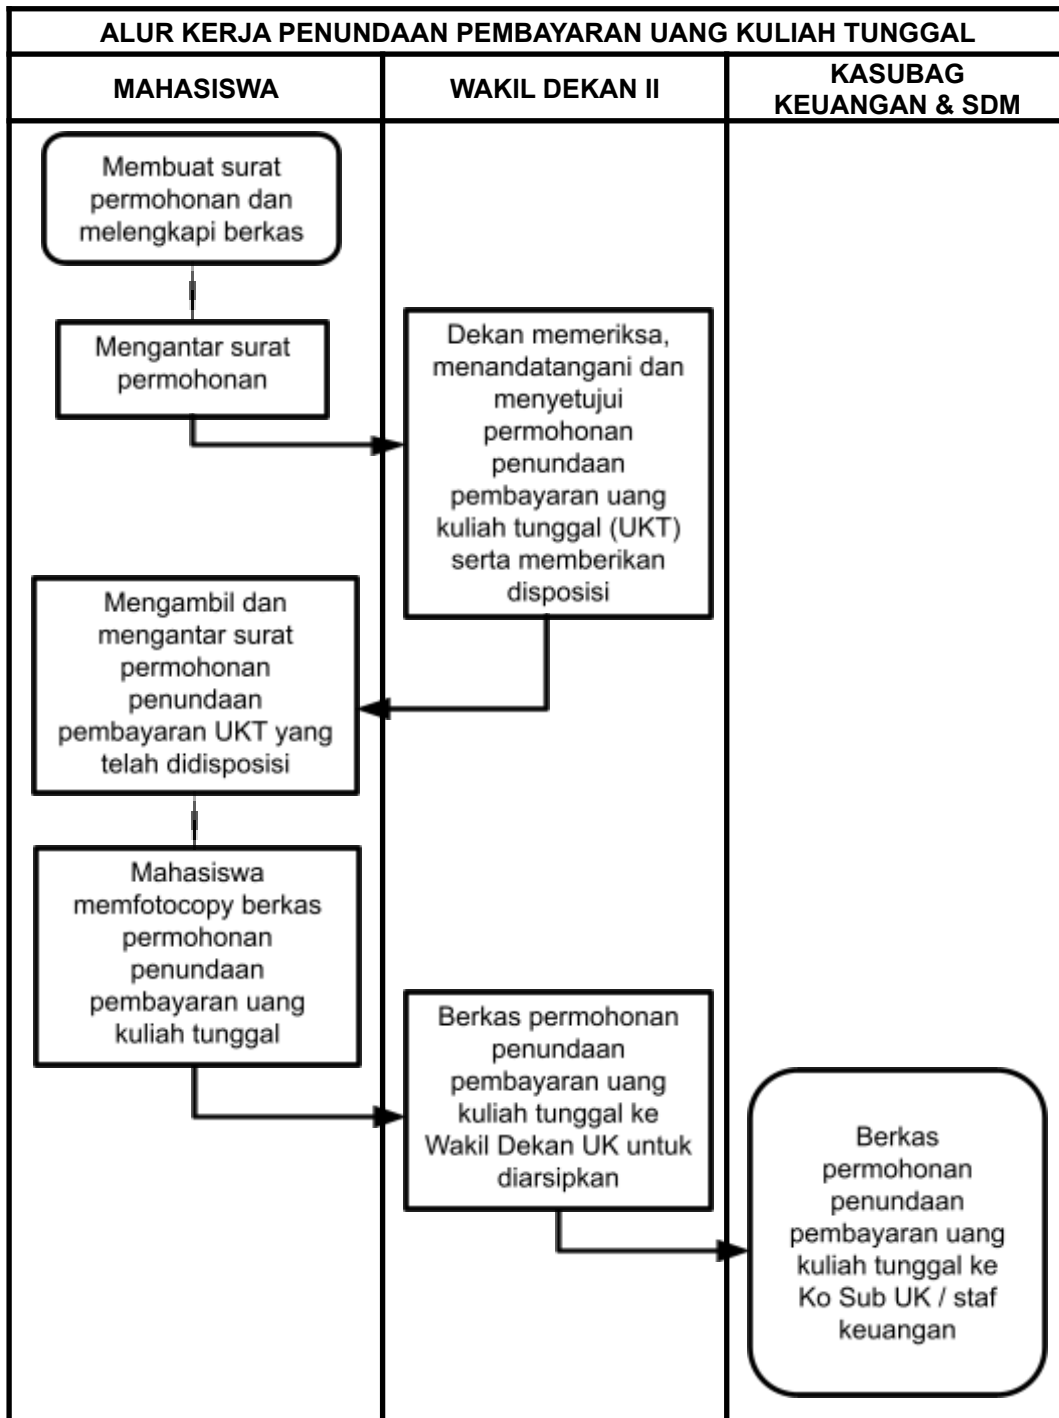 ALUR KERJA PENUNDAAN PEMBAYARAN UANG KULIAH TUNGGAL
MAHASISWA
WAKIL DEKAN II
KASUBAG
KEUANGAN & SDM
Membuat surat
permohonan dan
melengkapi berkas
Mengantar surat
permohonan
Dekan memeriksa,
menandatangani dan
menyetujui
permohonan
penundaan
pembayaran uang
kuliah tunggal (UKT)
serta memberikan
disposisi
Mengambil dan
mengantar surat
permohonan
penundaan
pembayaran UKT yang
telah didisposisi
Mahasiswa
memfotocopy berkas
permohonan
penundaan
pembayaran uang
kuliah tunggal
Berkas permohonan
penundaan
pembayaran uang
kuliah tunggal ke
Wakil Dekan UK untuk
diarsipkan
Berkas
permohonan
penundaan
pembayaran uang
kuliah tunggal ke
Ko Sub UK / staf
keuangan